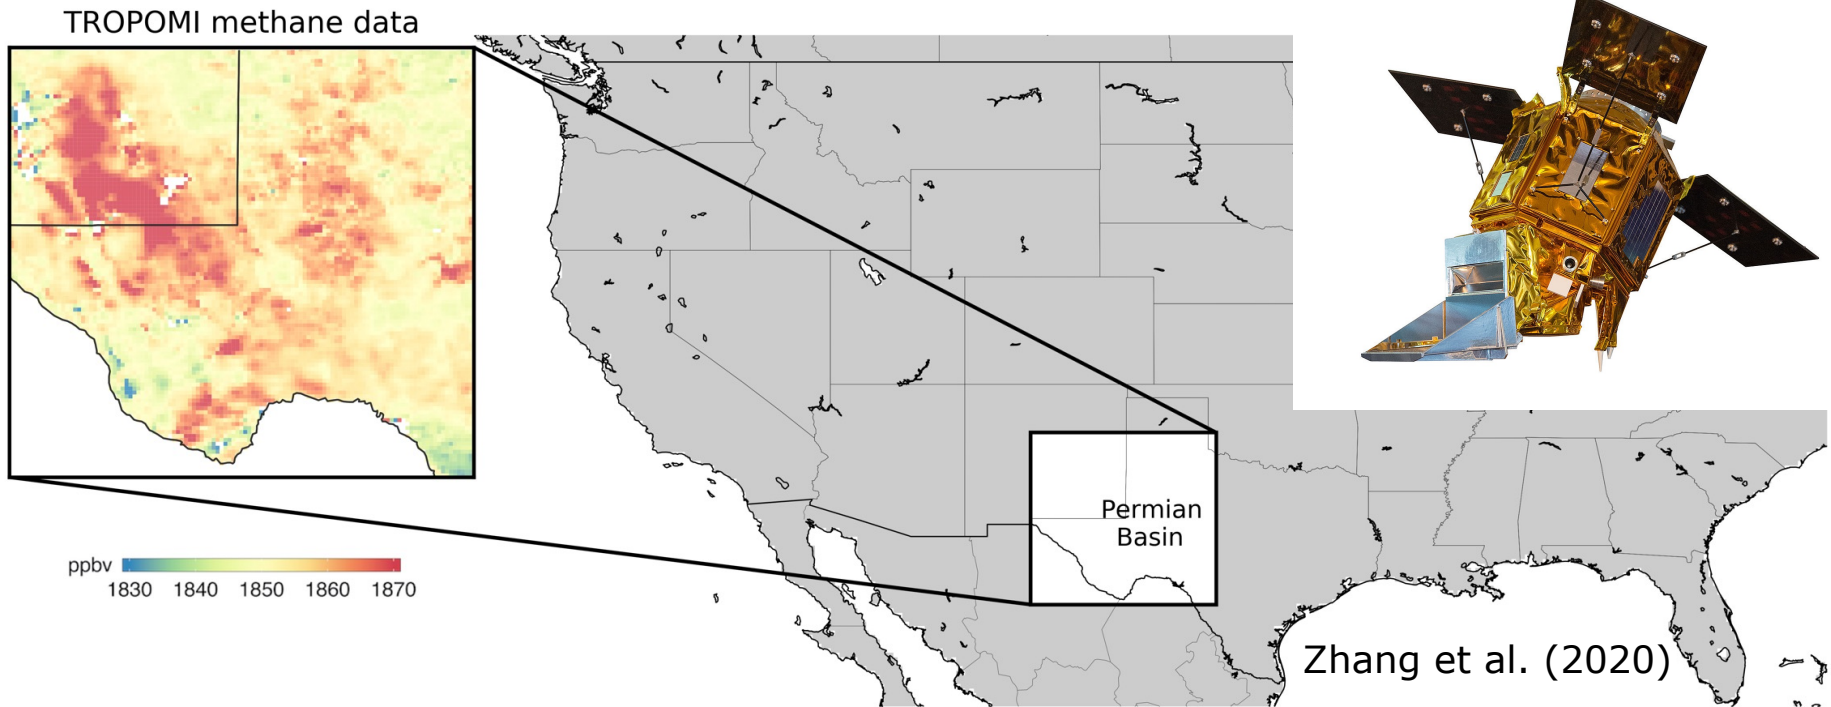 TROPOMI methane data
Permian
Basin
ppbv
1830 1840 1850 1860 1870
Zhang et al. (2020)